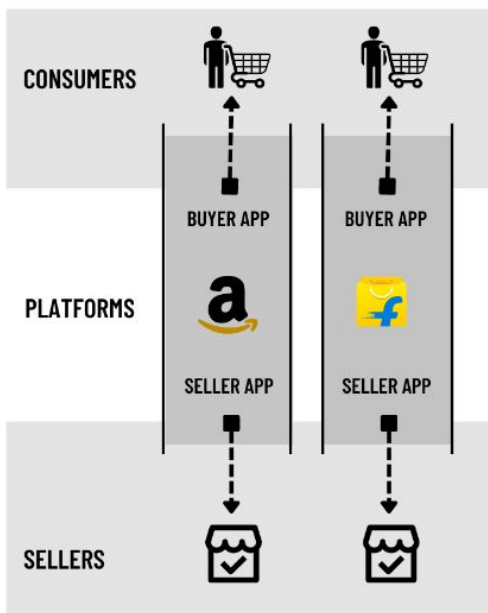 CONSUMERS
BUYER APP
BUYER APP
PLATFORMS
a
f
SELLER APP
SELLER APP
SELLERS